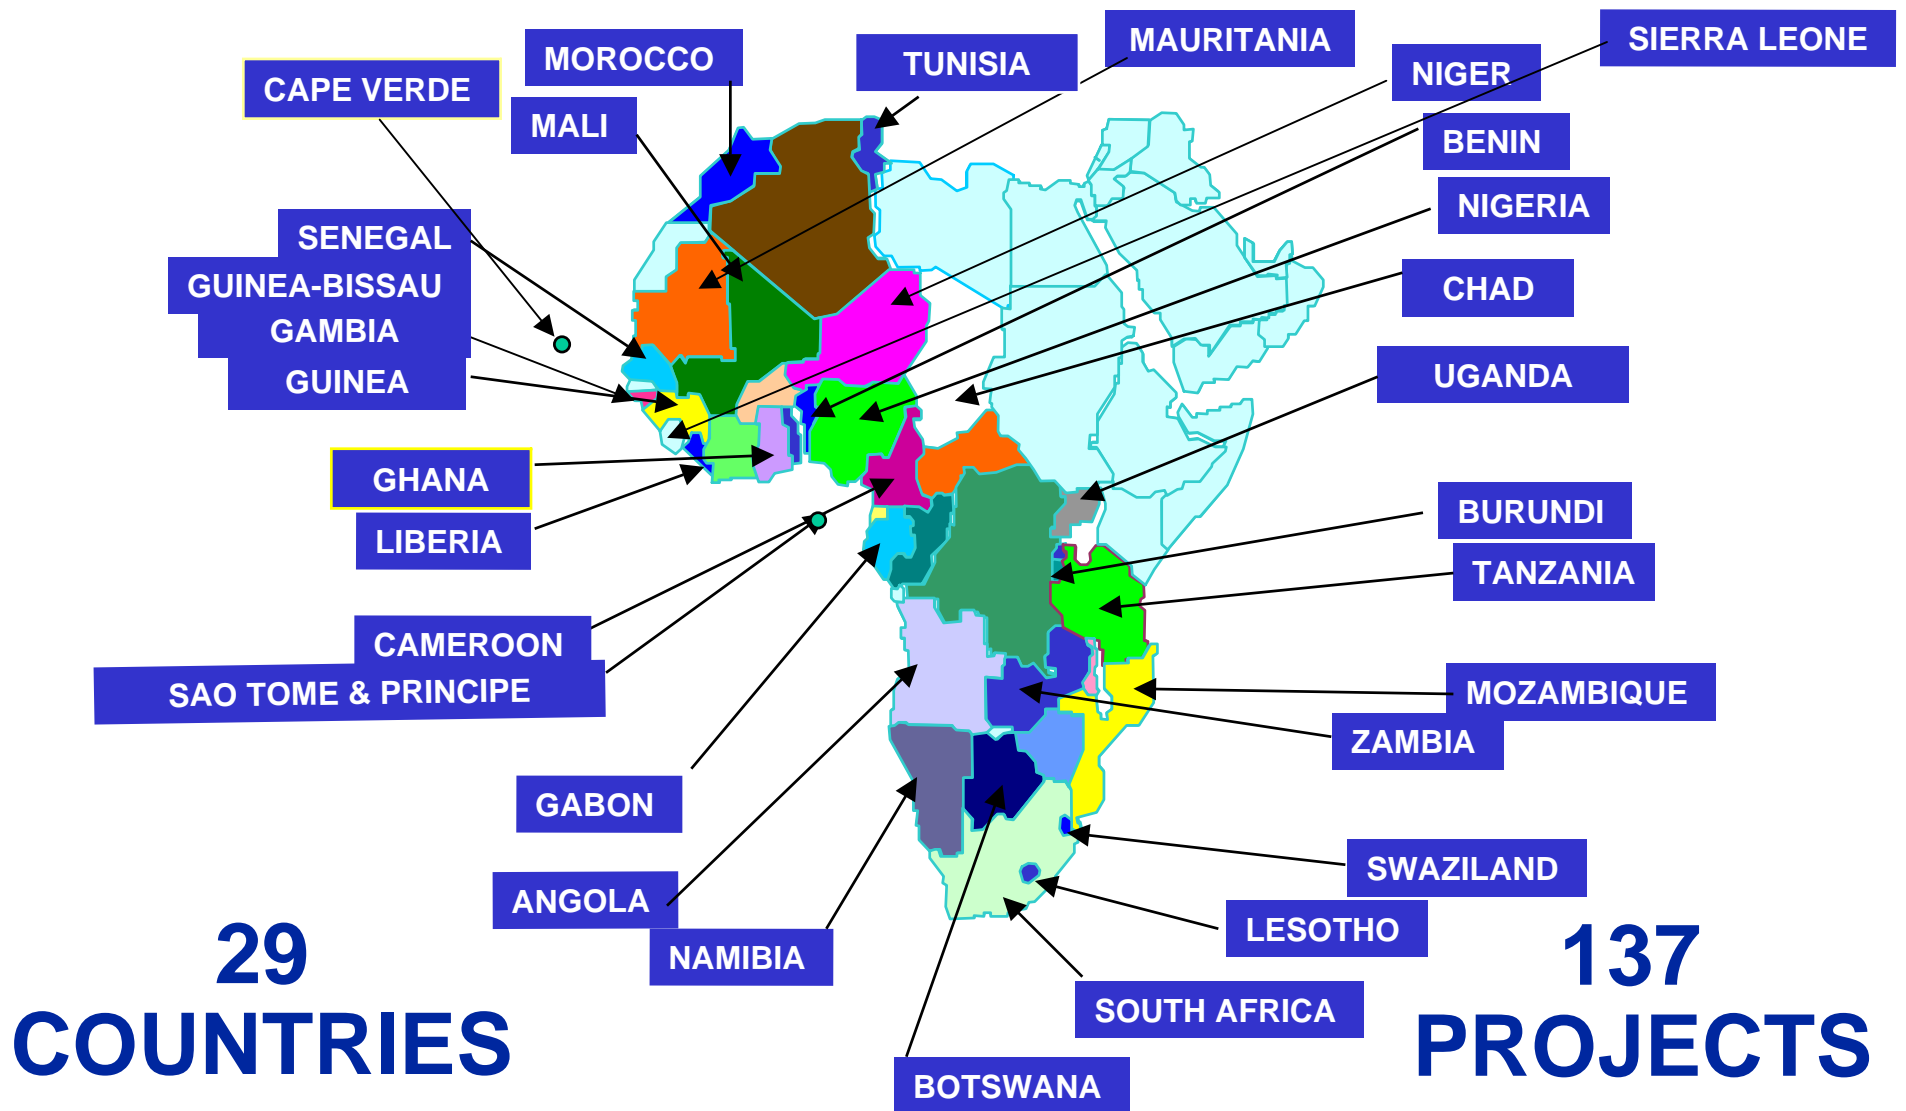 SIERRA LEONE
MAURITANIA
MOROCCO
TUNISIA
NIGER
CAPE VERDE
MALI
BENIN
NIGERIA
SENEGAL
GUINEA-BISSAU
CHAD
GAMBIA
GUINEA
UGANDA
GHANA
BURUNDI
LIBERIA
TANZANIA
CAMEROON
SAO TOME & PRINCIPE
MOZAMBIQUE
ZAMBIA
GABON
SWAZILAND
ANGOLA
LESOTHO
NAMIBIA
29
COUNTRIES
137
PROJECTS
SOUTH AFRICA
BOTSWANA